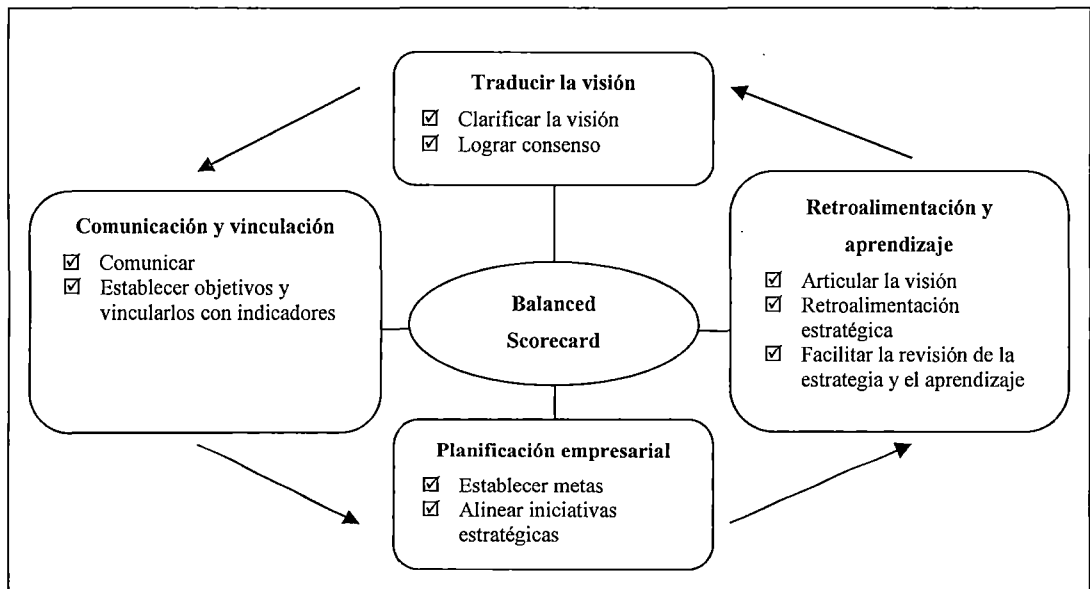 Traducir la visión
☑ Clarificar la visión
☑ Lograr consenso
Comunicación y vinculación
☑ Comunicar
☑ Establecer objetivos y
vincularlos con indicadores
Balanced
Scorecard
Retroalimentación y
aprendizaje
☑ Articular la visión
☑ Retroalimentación
estratégica
☑ Facilitar la revisión de la
estrategia y el aprendizaje
Planificación empresarial
☑ Establecer metas
☑ Alinear iniciativas
estratégicas